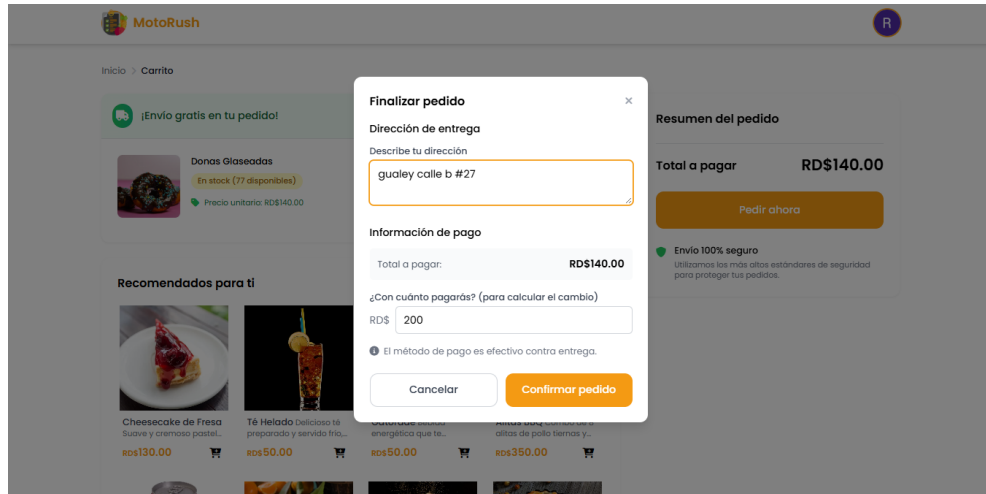 MotoRush
R
Inicio > Carrito
¡Envío gratis en tu pedido!
Donas Glaseadas
En stock (77 disponibles)
Precio unitario: RD$140.00
Recomendados para ti
Cheesecake de Fresa
Suave y cremoso pastel...
RD$130.00
Té Helado Delicioso té
preparado y servido frío,...
RD$50.00
Gatorade Bebida
energética que te...
RD$50.00
Alitas BBQ Combo de 6
alitas de pollo tiernas y...
RD$350.00
Finalizar pedido
×
Dirección de entrega
Describe tu dirección
gualey calle b #27
Información de pago
Total a pagar: RD$140.00
¿Con cuánto pagarás? (para calcular el cambio)
RD$ 200
El método de pago es efectivo contra entrega.
Cancelar
Confirmar pedido
Resumen del pedido
Total a pagar RD$140.00
Pedir ahora
Envío 100% seguro
Utilizamos los más altos estándares de seguridad
para proteger tus pedidos.